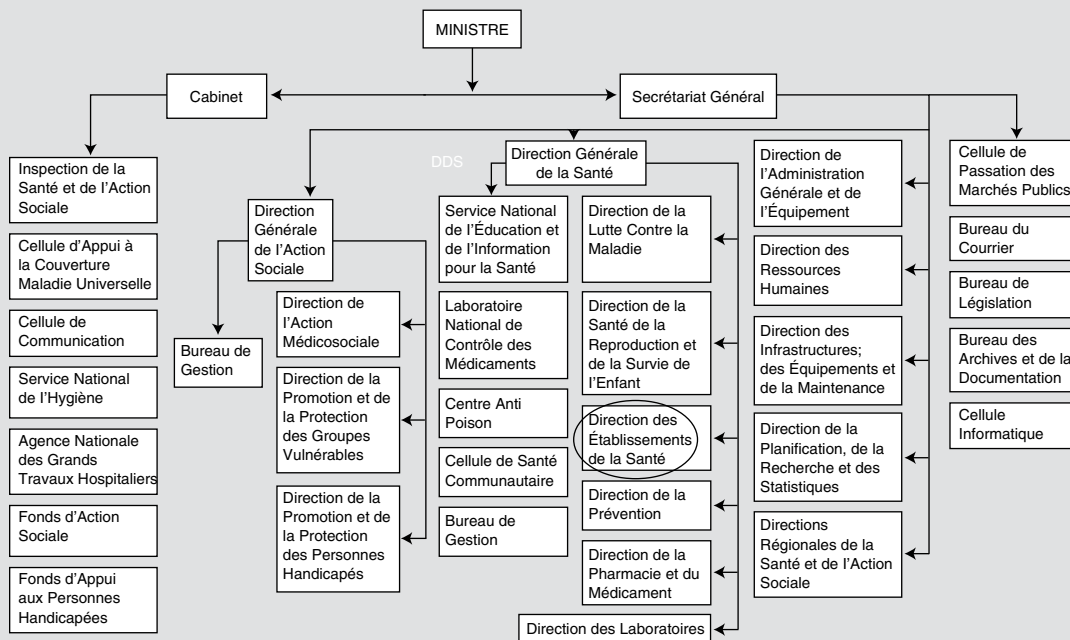 MINISTRE
Cabinet
Secrétariat Général
Inspection de la
Santé et de l’Action
Sociale
Cellule d’Appui à
la Couverture
Maladie Universelle
Cellule de
Communication
Service National
de l’Hygiène
Agence Nationale
des Grands
Travaux Hospitaliers
Fonds d’Action
Sociale
Fonds d’Appui
aux Personnes
Handicapées
Direction
Générale
de l’Action
Sociale
Bureau de
Gestion
Direction de
l’Action
Médicosociale
Direction de la
Promotion et de
la Protection
des Groupes
Vulnérables
Direction de la
Promotion et de
la Protection
des Personnes
Handicapés
DDS
Direction Générale
de la Santé
Service National
de l’Éducation et
de l’Information
pour la Santé
Laboratoire
National de
Contrôle des
Médicaments
Centre Anti
Poison
Cellule de Santé
Communautaire
Bureau de
Gestion
Direction de la
Lutte Contre la
Maladie
Direction de la
Santé de la
Reproduction et
de la Survie de
l’Enfant
Direction des
Établissements
de la Santé
Direction de la
Prévention
Direction de la
Pharmacie et du
Médicament
Direction des Laboratoires
Direction de
l’Administration
Générale et de
l’Équipement
Direction des
Ressources
Humaines
Direction des
Infrastructures;
des Équipements et
de la Maintenance
Direction de la
Planification, de la
Recherche et des
Statistiques
Directions
Régionales de la
Santé et de l’Action
Sociale
Cellule de
Passation des
Marchés Publics
Bureau du
Courrier
Bureau de
Législation
Bureau des
Archives et de la
Documentation
Cellule
Informatique